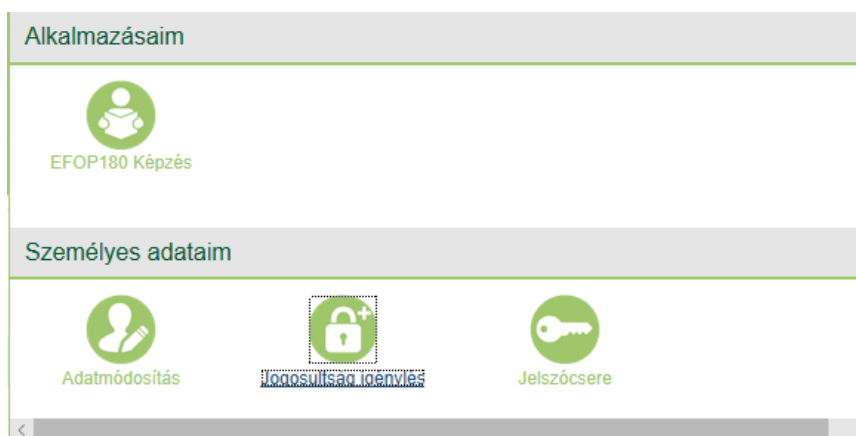 Alkalmazásaim
EFOP180 Képzés
Személyes adataim
Adatmódosítás
Jogosultság igénylés
Jelszócsere